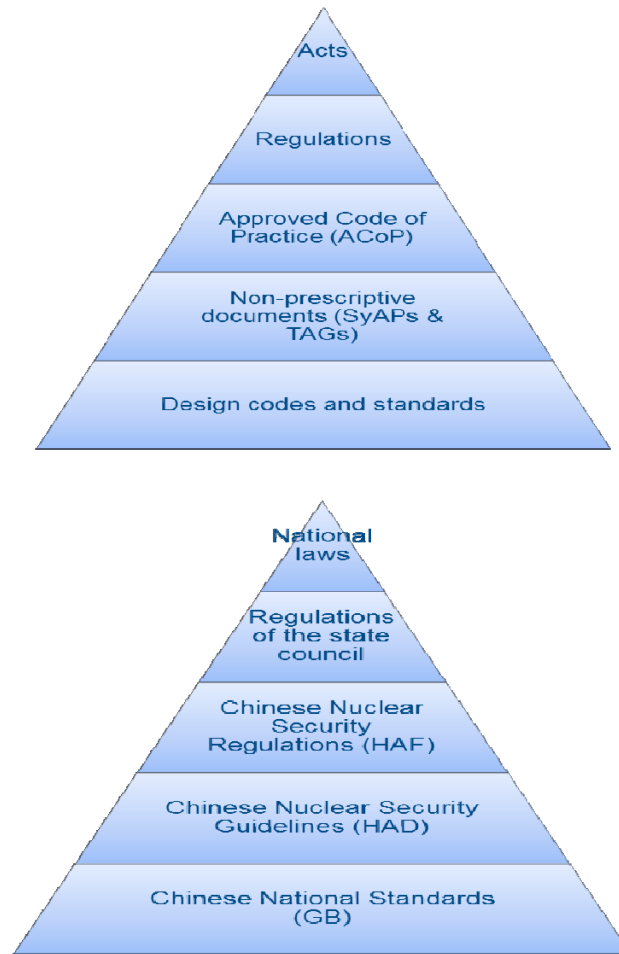 Acts
Regulations
Approved Code of
Practice (ACoP)
Non-prescriptive
documents (SyAPs &
TAGs)
Design codes and standards
National
laws
Regulations
of the state
council
Chinese Nuclear
Security
Regulations (HAF)
Chinese Nuclear Security
Guidelines (HAD)
Chinese National Standards
(GB)